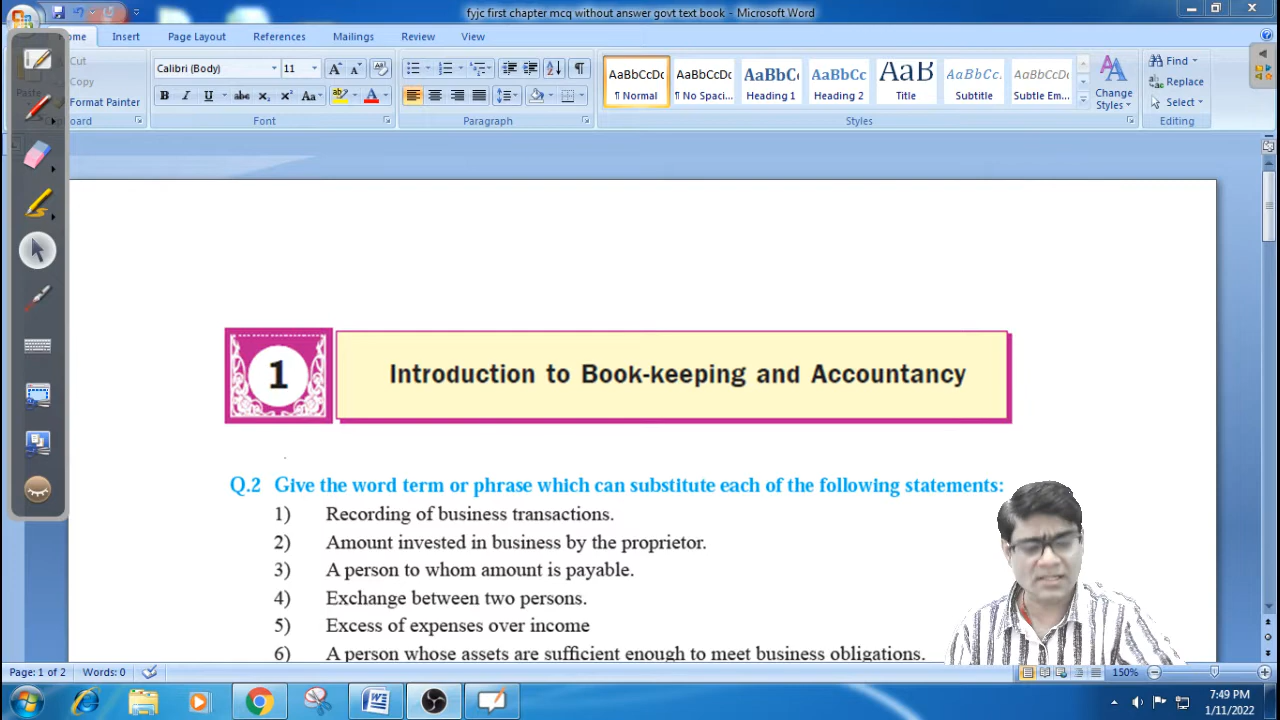 fyjc first chapter mcq without answer govt text book - Microsoft Word
Home Insert Page Layout References Mailings Review View
Cut
Copy
Paste
Format Painter
Calibri (Body) 11
AaBbCcDc AaBbCcDc AaBbCc AaBbCc AaB AaBbCcDc AaBbCcDc
¶ Normal ¶ No Spaci... Heading 1 Heading 2 Title Subtitle Subtle Em...
Change
Styles
Find
Replace
Select
Font Paragraph Styles Editing
1
Introduction to Book-keeping and Accountancy
Q.2 Give the word term or phrase which can substitute each of the following statements:
1) Recording of business transactions.
2) Amount invested in business by the proprietor.
3) A person to whom amount is payable.
4) Exchange between two persons.
5) Excess of expenses over income
6) A person whose assets are sufficient enough to meet business obligations.
Page: 1 of 2 Words: 0 150%
7:49 PM
1/11/2022